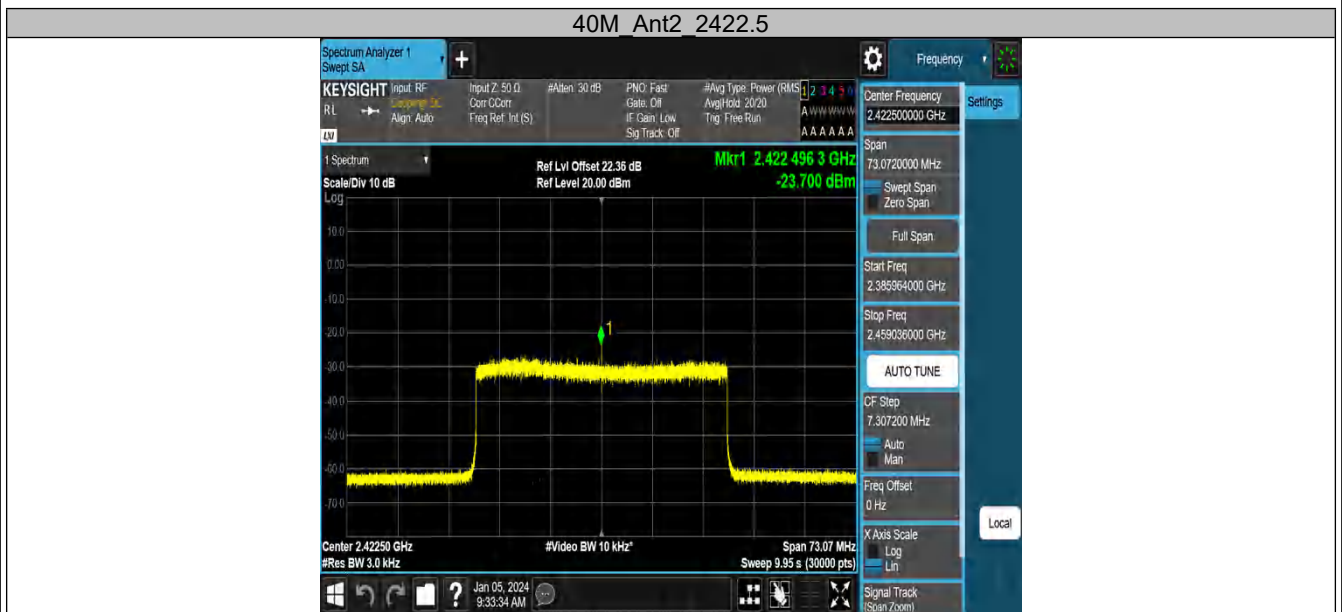 40M_Ant2_2422.5
Spectrum Analyzer 1
Swept SA
+
Frequency
KEYSIGHT
RL
LXI
Input: RF
Coupling: DC
Align: Auto
Input Z: 50 Ω
Corr CCorr
Freq Ref: Int (S)
#Atten: 30 dB
PNO: Fast
Gate: Off
IF Gain: Low
Sig Track: Off
#Avg Type: Power (RMS
Avg|Hold: 20/20
Trig: Free Run
1 2 3 4 5 6
A W W W W W
A A A A A A
1 Spectrum
Scale/Div 10 dB
Log
Ref Lvl Offset 22.36 dB
Ref Level 20.00 dBm
Mkr1 2.422 496 3 GHz
-23.700 dBm
10.0
0.00
-10.0
-20.0
-30.0
-40.0
-50.0
-60.0
-70.0
1
Center 2.42250 GHz
#Res BW 3.0 kHz
#Video BW 10 kHz*
Span 73.07 MHz
Sweep 9.95 s (30000 pts)
?
Jan 05, 2024
9:33:34 AM
Center Frequency
2.422500000 GHz
Settings
Span
73.0720000 MHz
Swept Span
Zero Span
Full Span
Start Freq
2.385964000 GHz
Stop Freq
2.459036000 GHz
AUTO TUNE
CF Step
7.307200 MHz
Auto
Man
Freq Offset
0 Hz
X Axis Scale
Log
Lin
Local
Signal Track
(Span Zoom)